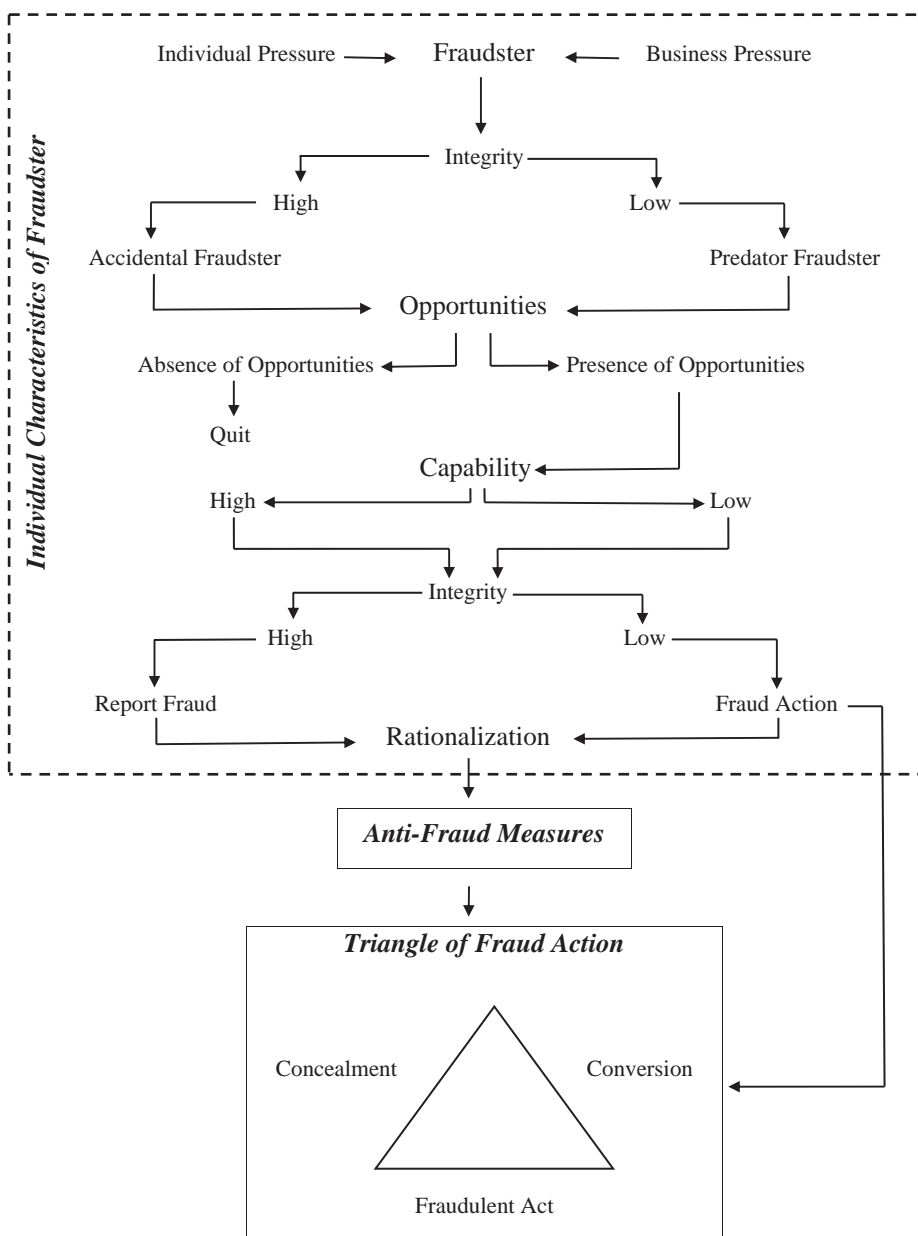 Individual Characteristics of Fraudster
Individual Pressure
Fraudster
Business Pressure
Integrity
High
Low
Accidental Fraudster
Predator Fraudster
Opportunities
Absence of Opportunities
Presence of Opportunities
Quit
Capability
High
Low
Integrity
High
Low
Report Fraud
Fraud Action
Rationalization
Anti-Fraud Measures
Triangle of Fraud Action
Concealment
Conversion
Fraudulent Act